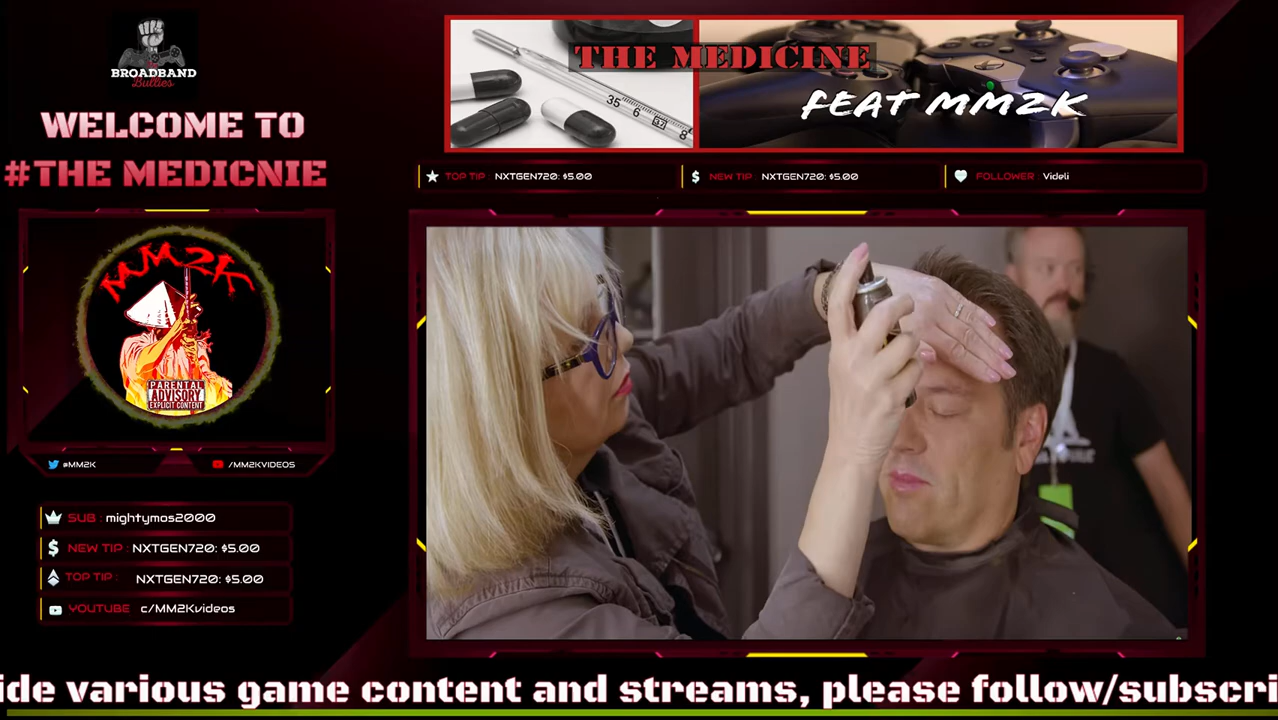 BROADBAND
Bullies
WELCOME TO
#THE MEDICNIE
THE MEDICINE
FEAT MM2K
35
6
37
8
TOP TIP : NXTGEN720: $5.00
NEW TIP NXTGEN720: $5.00
FOLLOWER Videli
MM2K
PARENTAL
ADVISORY
EXPLICIT CONTENT
@MM2K
/MM2KVIDEOS
SUB : mightymos2000
NEW TIP : NXTGEN720: $5.00
TOP TIP : NXTGEN720: $5.00
YOUTUBE c/MM2Kvideos
ide various game content and streams, please follow/subscri